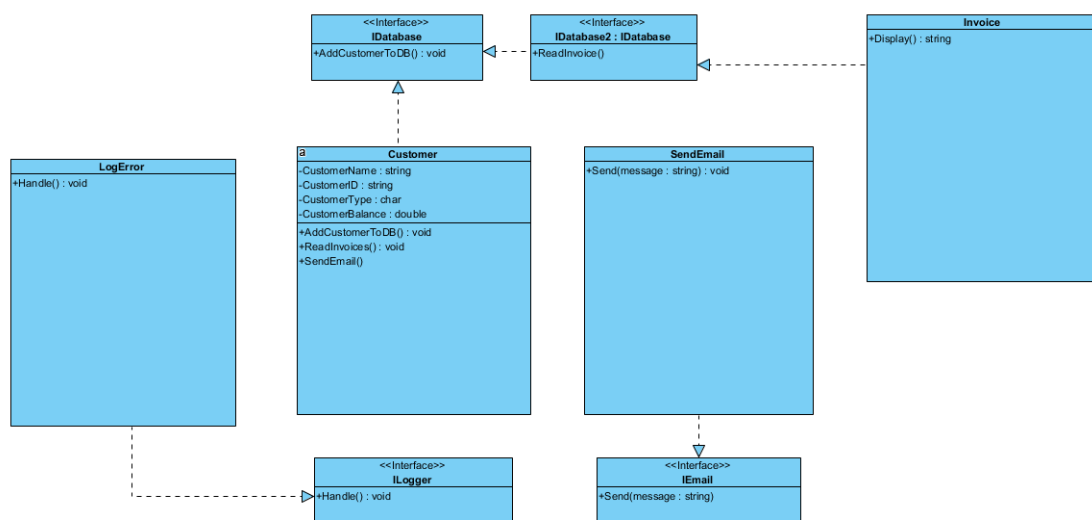 <<Interface>>
IDatabase
+AddCustomerToDB() : void
<<Interface>>
IDatabase2 : IDatabase
+ReadInvoice()
Invoice
+Display() : string
LogError
+Handle() : void
a
Customer
-CustomerName : string
-CustomerID : string
-CustomerType : char
-CustomerBalance : double
+AddCustomerToDB() : void
+ReadInvoices() : void
+SendEmail()
SendEmail
+Send(message : string) : void
<<Interface>>
ILogger
+Handle() : void
<<Interface>>
IEmail
+Send(message : string)